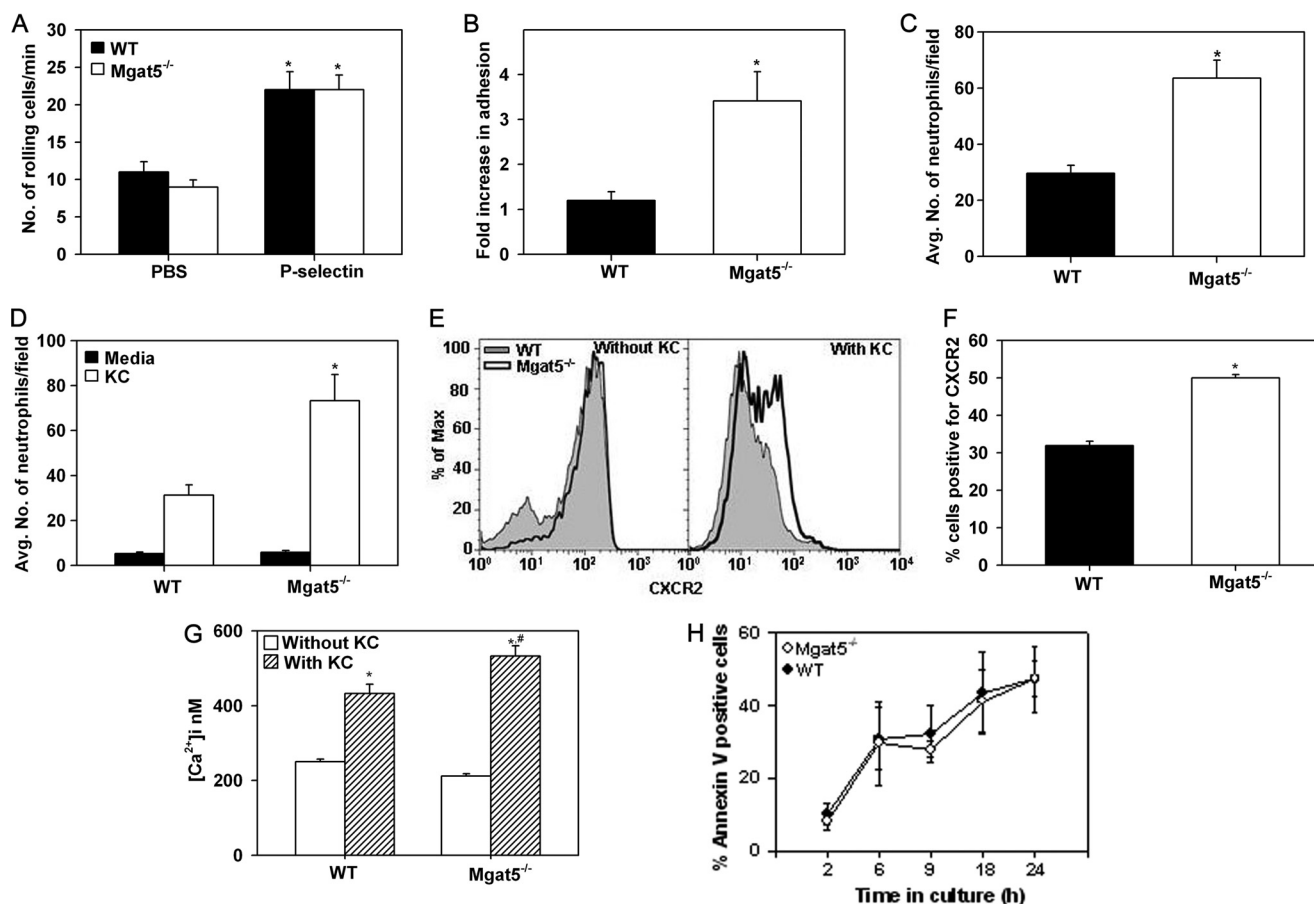 A
No. of rolling cells/min
30
25
20
15
10
5
0
WT
Mgat5-/-
* *
PBS P-selectin
B
Fold increase in adhesion
4
3
2
1
0
*
WT Mgat5-/-
C
Avg. No. of neutrophils/field
80
60
40
20
0
*
WT Mgat5-/-
D
Avg. No. of neutrophils/field
100
80
60
40
20
0
Media
KC
*
WT Mgat5-/-
E
% of Max
100
80
60
40
20
0
WT
Mgat5-/-
Without KC
With KC
10^0 10^1 10^2 10^3 10^0 10^1 10^2 10^3 10^4
CXCR2
F
% cells positive for CXCR2
60
50
40
30
20
10
0
*
WT Mgat5-/-
G
[Ca2+]i nM
600
400
200
0
Without KC
With KC
*
*,#
WT Mgat5-/-
H
% Annexin V positive cells
60
40
20
0
Mgat5-/-
WT
2 6 9 18 24
Time in culture (h)